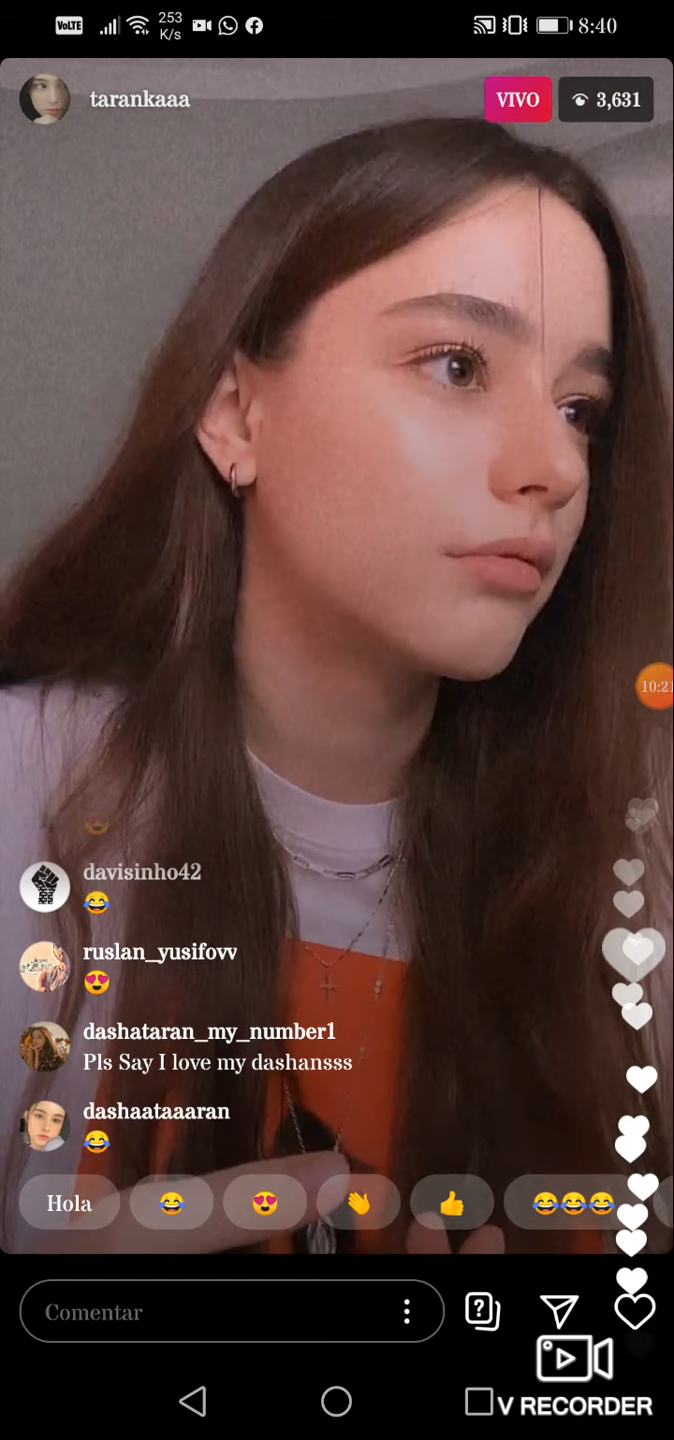 VoLTE
253
K/s
8:40
tarankaaa
VIVO
3,631
10:21
davisinho42
😂
ruslan_yusifovv
😍
dashataran_my_number1
Pls Say I love my dashansss
dashaataaaran
😂
Hola
😂
😍
👋
👍
😂😂😂
Comentar
V RECORDER